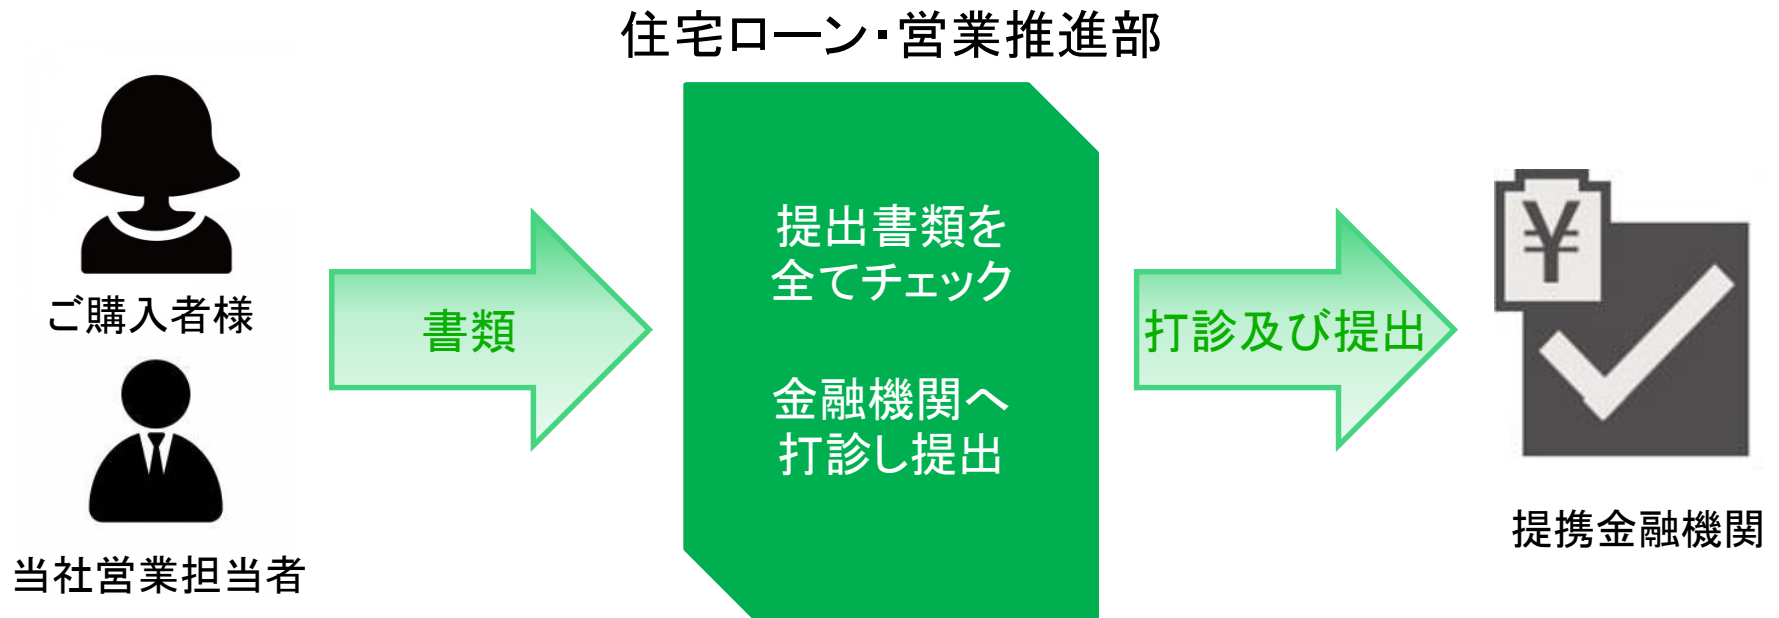 住宅ローン・営業推進部
ご購入者様
当社営業担当者
書類
提出書類を
全てチェック
金融機関へ
打診し提出
打診及び提出
¥
提携金融機関